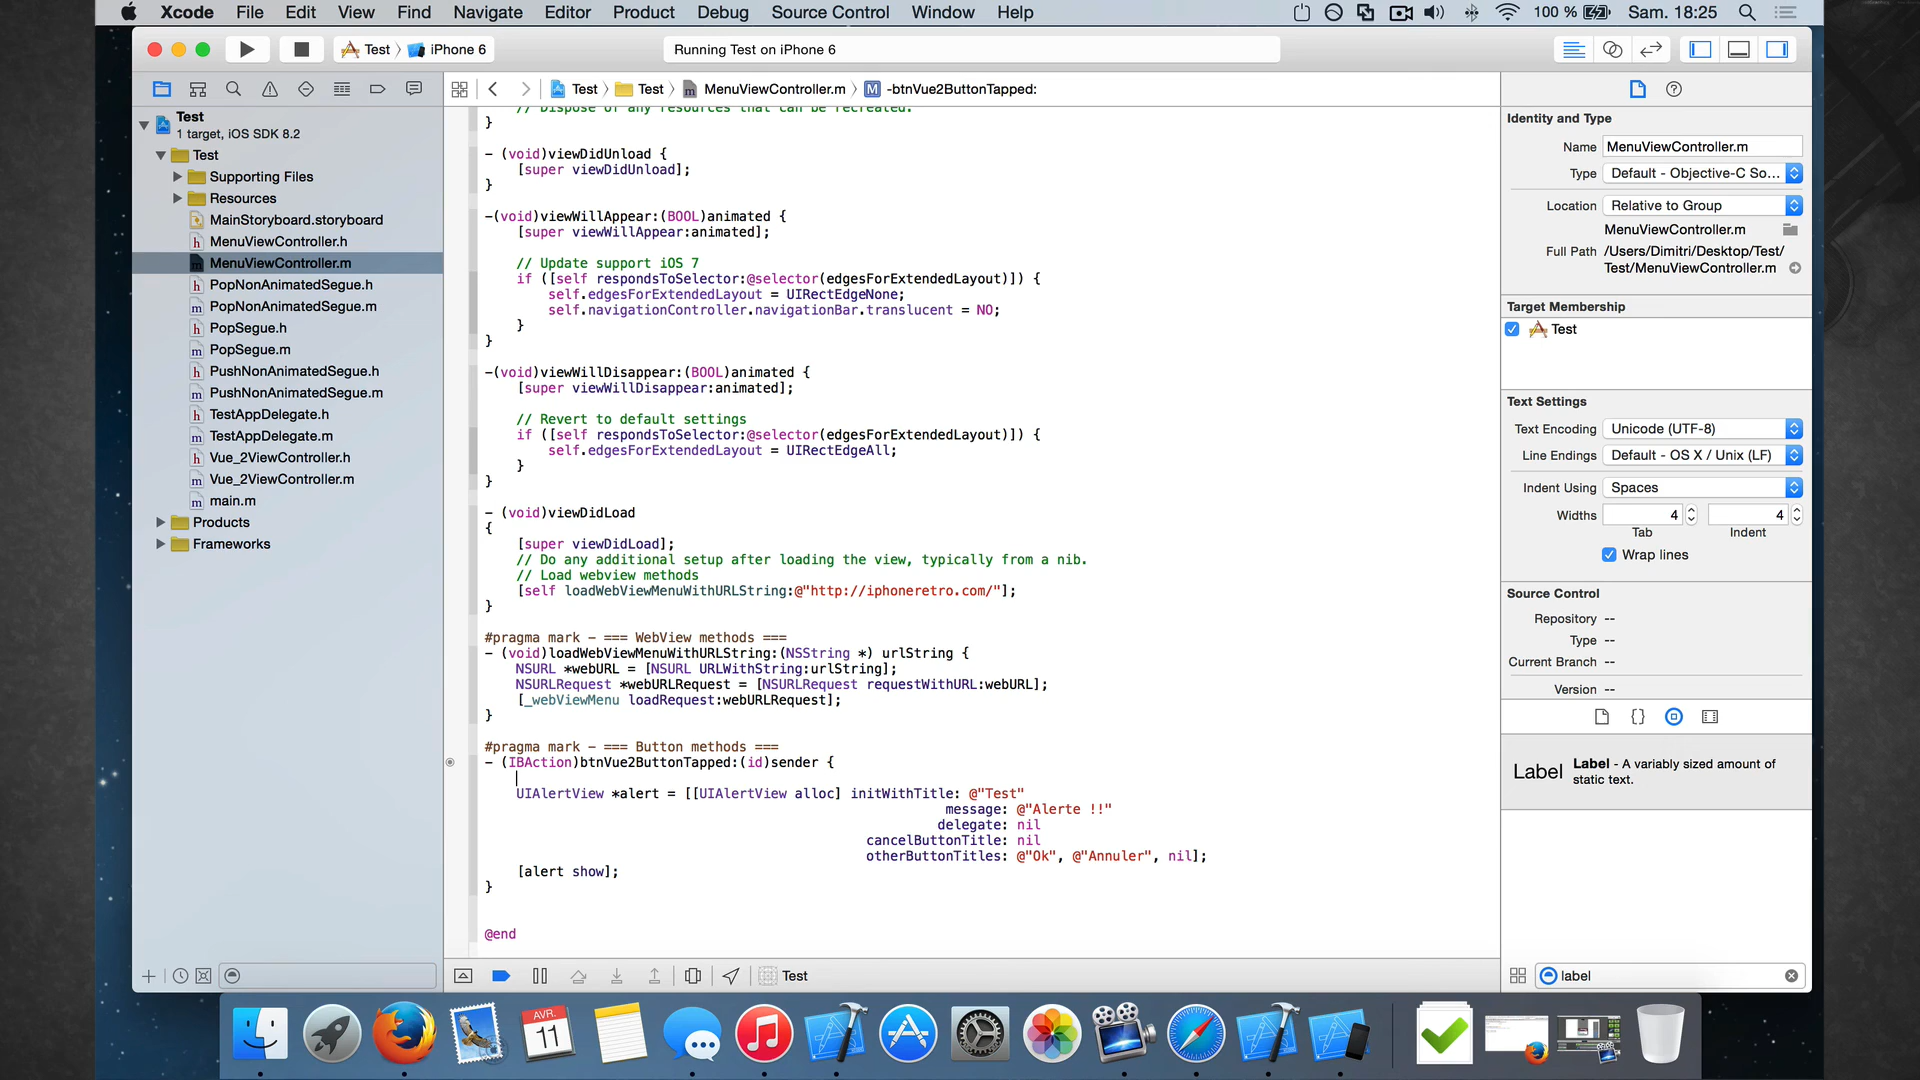 Xcode File Edit View Find Navigate Editor Product Debug Source Control Window Help 100 % Sam. 18:25
Test iPhone 6 Running Test on iPhone 6
Test Test MenuViewController.m M -btnVue2ButtonTapped:
Test
1 target, iOS SDK 8.2
Test
Supporting Files
Resources
MainStoryboard.storyboard
h MenuViewController.h
m MenuViewController.m
h PopNonAnimatedSegue.h
m PopNonAnimatedSegue.m
h PopSegue.h
m PopSegue.m
h PushNonAnimatedSegue.h
m PushNonAnimatedSegue.m
h TestAppDelegate.h
m TestAppDelegate.m
h Vue_2ViewController.h
m Vue_2ViewController.m
m main.m
Products
Frameworks
// Dispose of any resources that can be recreated.
}
- (void)viewDidUnload {
[super viewDidUnload];
}
-(void)viewWillAppear:(BOOL)animated {
[super viewWillAppear:animated];
// Update support iOS 7
if ([self respondsToSelector:@selector(edgesForExtendedLayout)]) {
self.edgesForExtendedLayout = UIRectEdgeNone;
self.navigationController.navigationBar.translucent = NO;
}
}
-(void)viewWillDisappear:(BOOL)animated {
[super viewWillDisappear:animated];
// Revert to default settings
if ([self respondsToSelector:@selector(edgesForExtendedLayout)]) {
self.edgesForExtendedLayout = UIRectEdgeAll;
}
}
- (void)viewDidLoad
{
[super viewDidLoad];
// Do any additional setup after loading the view, typically from a nib.
// Load webview methods
[self loadWebViewMenuWithURLString:@"http://iphoneretro.com/"];
}
#pragma mark - === WebView methods ===
- (void)loadWebViewMenuWithURLString:(NSString *) urlString {
NSURL *webURL = [NSURL URLWithString:urlString];
NSURLRequest *webURLRequest = [NSURLRequest requestWithURL:webURL];
[_webViewMenu loadRequest:webURLRequest];
}
#pragma mark - === Button methods ===
- (IBAction)btnVue2ButtonTapped:(id)sender {
UIAlertView *alert = [[UIAlertView alloc] initWithTitle: @"Test"
message: @"Alerte !!"
delegate: nil
cancelButtonTitle: nil
otherButtonTitles: @"Ok", @"Annuler", nil];
[alert show];
}
@end
Test
Identity and Type
Name MenuViewController.m
Type Default - Objective-C So...
Location Relative to Group
MenuViewController.m
Full Path /Users/Dimitri/Desktop/Test/
Test/MenuViewController.m
Target Membership
Test
Text Settings
Text Encoding Unicode (UTF-8)
Line Endings Default - OS X / Unix (LF)
Indent Using Spaces
Widths 4 4
Tab Indent
Wrap lines
Source Control
Repository --
Type --
Current Branch --
Version --
{}
Label Label - A variably sized amount of
static text.
label
AVR.
11